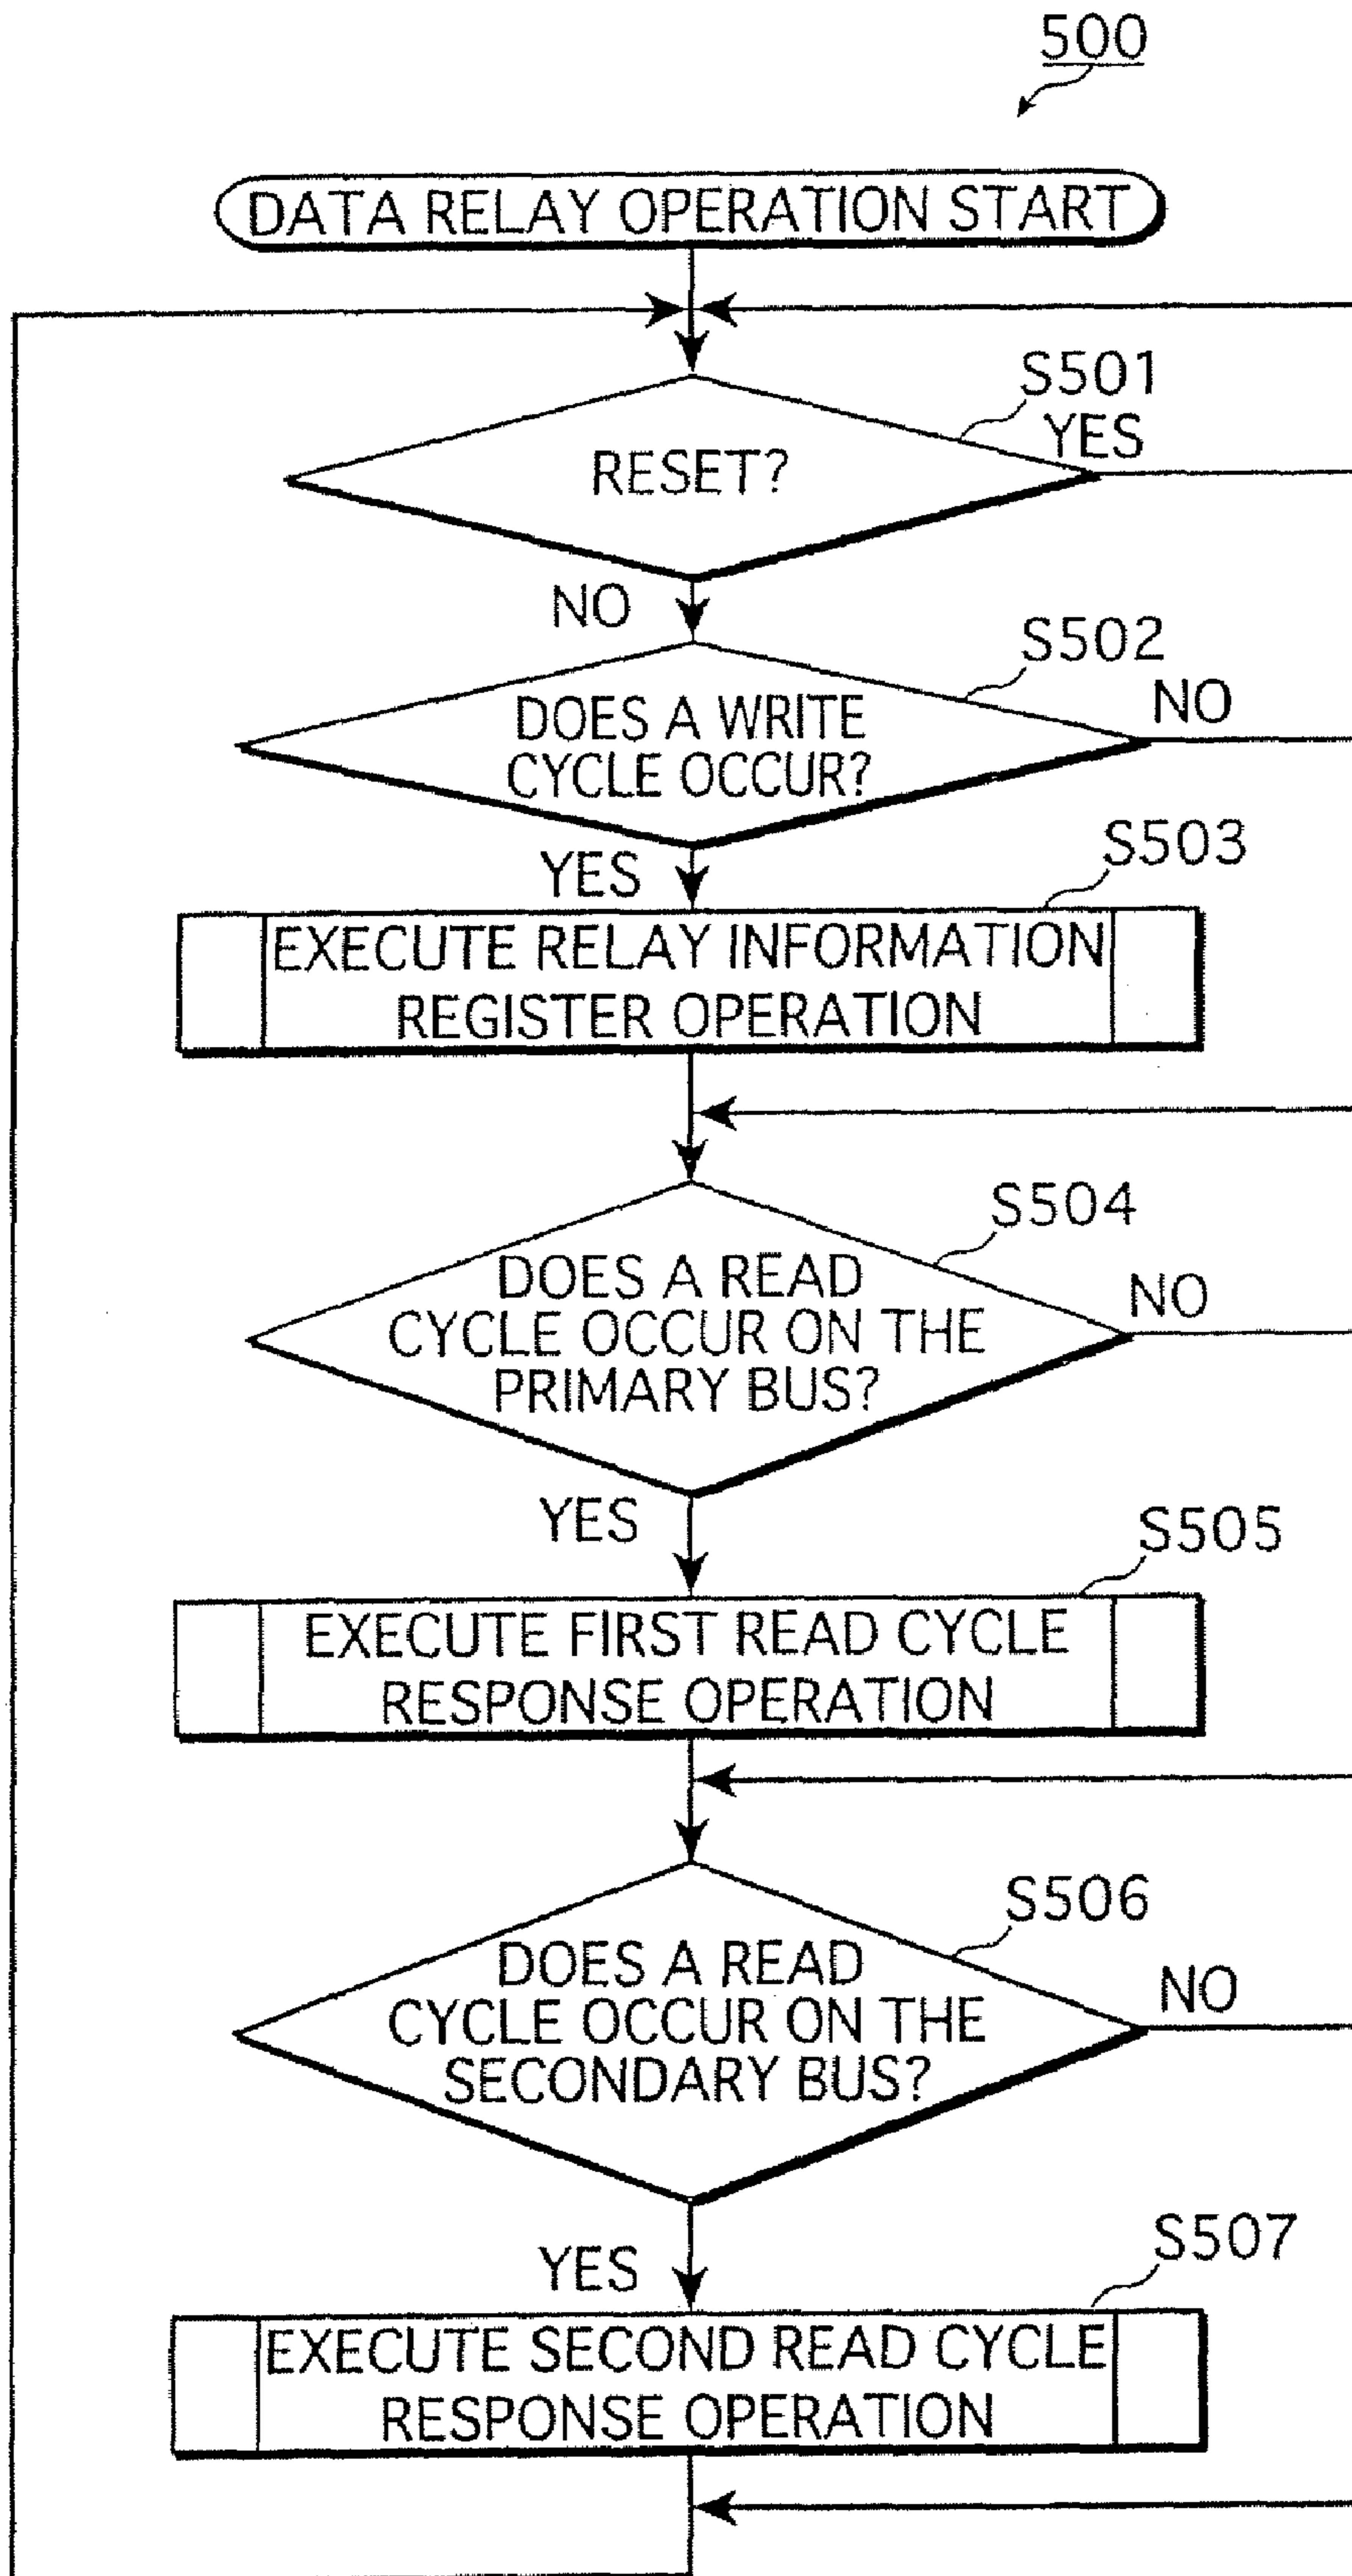 500
DATA RELAY OPERATION START
S501
YES
RESET?
NO
S502
NO
DOES A WRITE
CYCLE OCCUR?
S503
YES
EXECUTE RELAY INFORMATION
REGISTER OPERATION
S504
NO
DOES A READ
CYCLE OCCUR ON THE
PRIMARY BUS?
YES
S505
EXECUTE FIRST READ CYCLE
RESPONSE OPERATION
S506
NO
DOES A READ
CYCLE OCCUR ON THE
SECONDARY BUS?
YES
S507
EXECUTE SECOND READ CYCLE
RESPONSE OPERATION